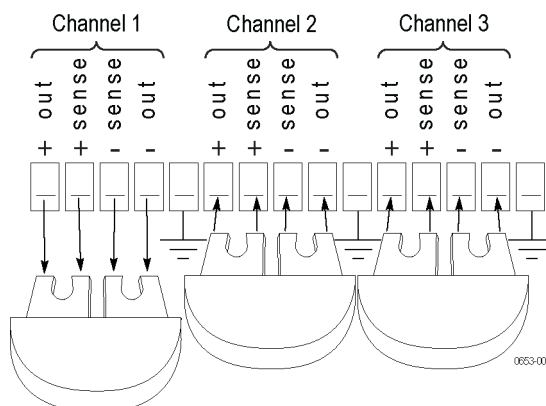 Channel 1 Channel 2 Channel 3
+ out + sense - sense - out + out + sense - sense - out + out + sense - sense - out
0653-00